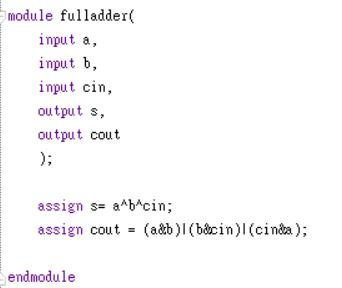 module fulladder(
input a,
input b,
input cin,
output s,
output cout
);
assign s= a^b^cin;
assign cout = (a&b)|(b&cin)|(cin&a);
endmodule